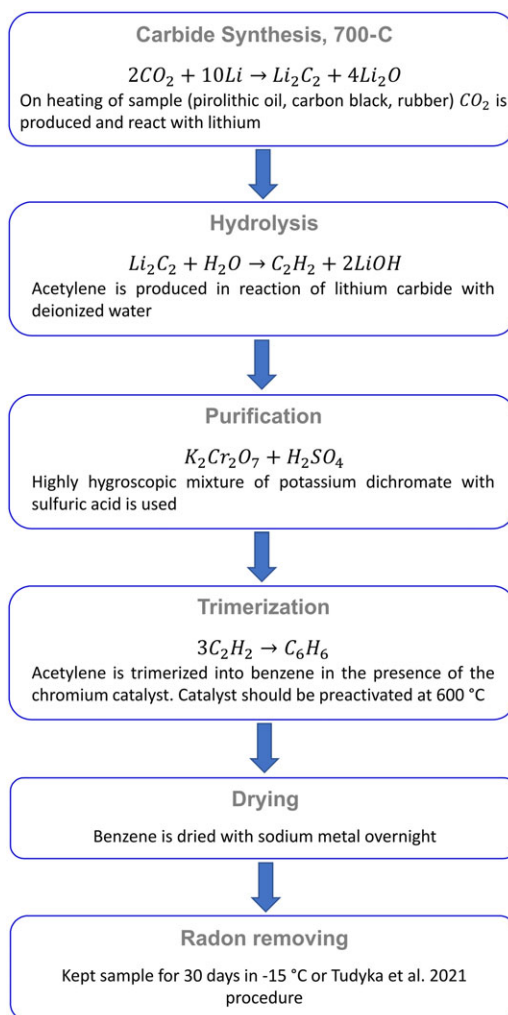 Carbide Synthesis, 700-C
2CO₂ + 10Li → Li₂C₂ + 4Li₂O
On heating of sample (pirolithic oil, carbon black, rubber) CO₂ is
produced and react with lithium
Hydrolysis
Li₂C₂ + H₂O → C₂H₂ + 2LiOH
Acetylene is produced in reaction of lithium carbide with
deionized water
Purification
K₂Cr₂O₇ + H₂SO₄
Highly hygroscopic mixture of potassium dichromate with
sulfuric acid is used
Trimerization
3C₂H₂ → C₆H₆
Acetylene is trimerized into benzene in the presence of the
chromium catalyst. Catalyst should be preactivated at 600 °C
Drying
Benzene is dried with sodium metal overnight
Radon removing
Kept sample for 30 days in -15 °C or Tudyka et al. 2021
procedure